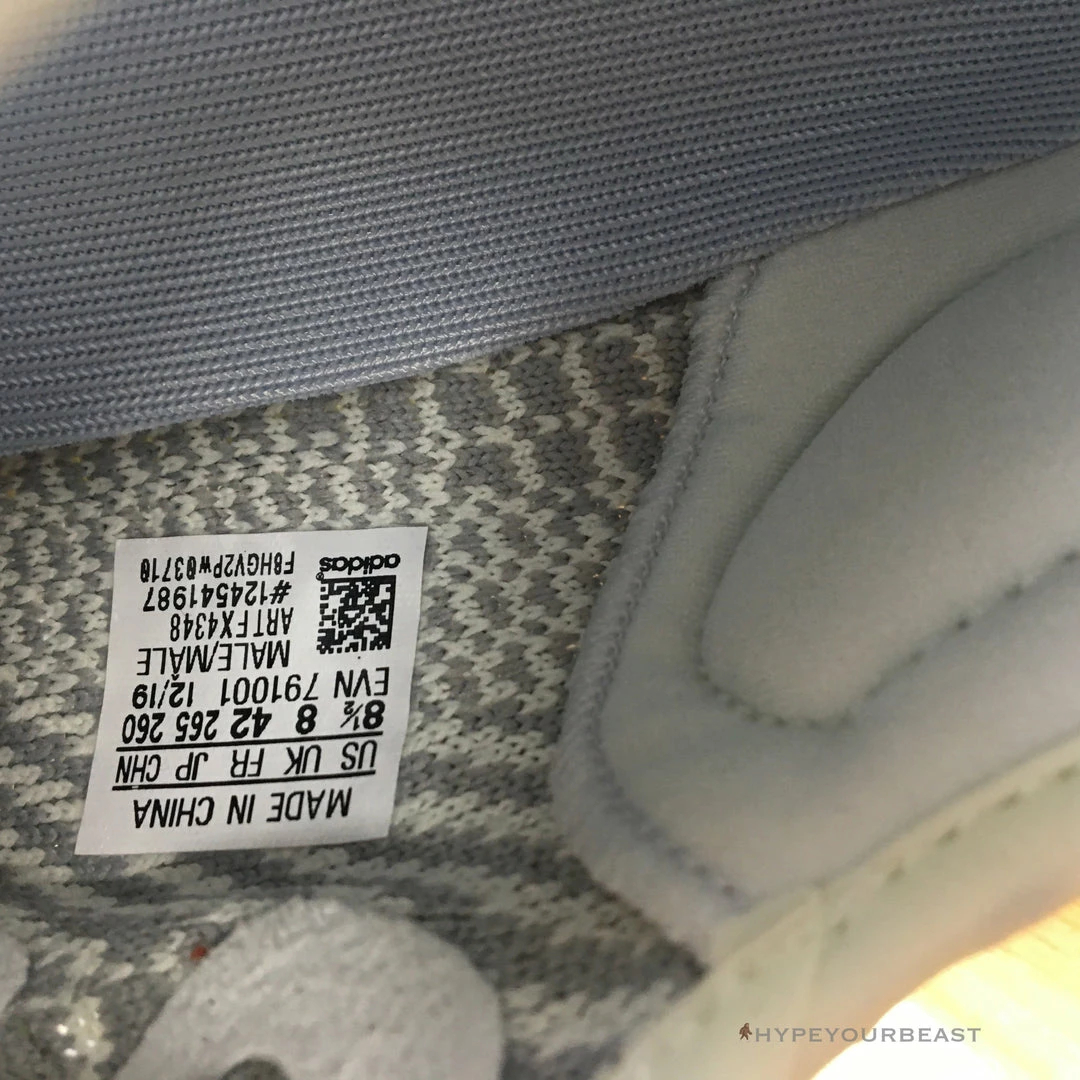 MADE IN CHINA
US UK FR JP CHN
8½ 8 42 265 260
EVN 791001 12/19
MALE/MÂLE
ART FX4348
#124541987
F8HGV2PW03710
adidas®
HYPEYOURBEAST